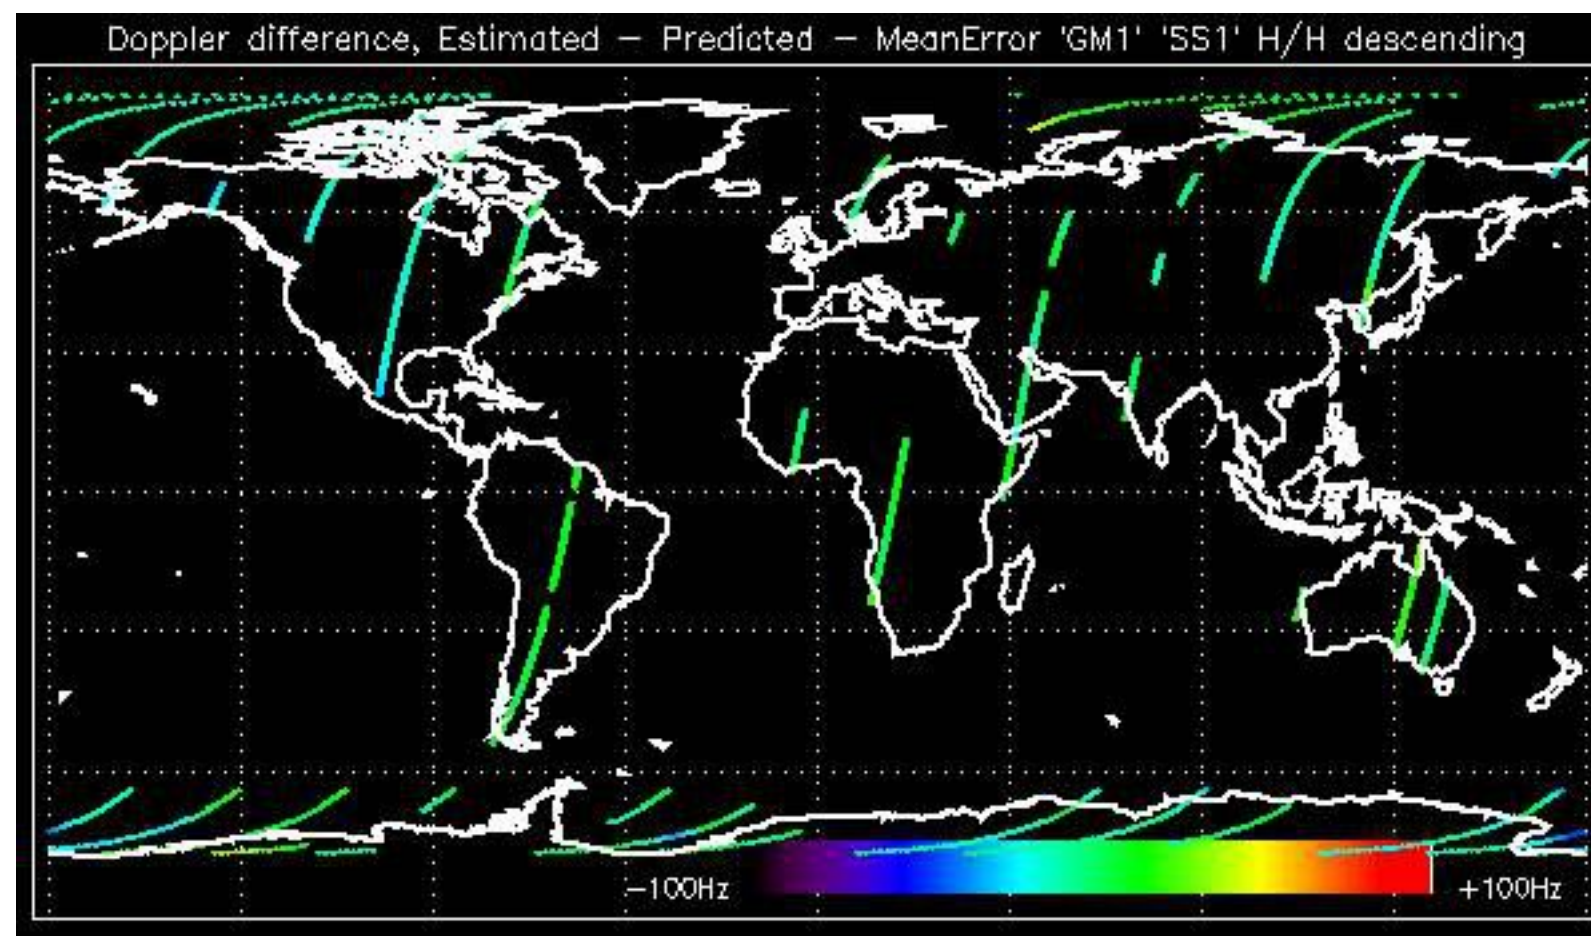 Doppler difference, Estimated – Predicted – MeanError 'GM1' 'SS1' H/H descending
–100Hz
+100Hz